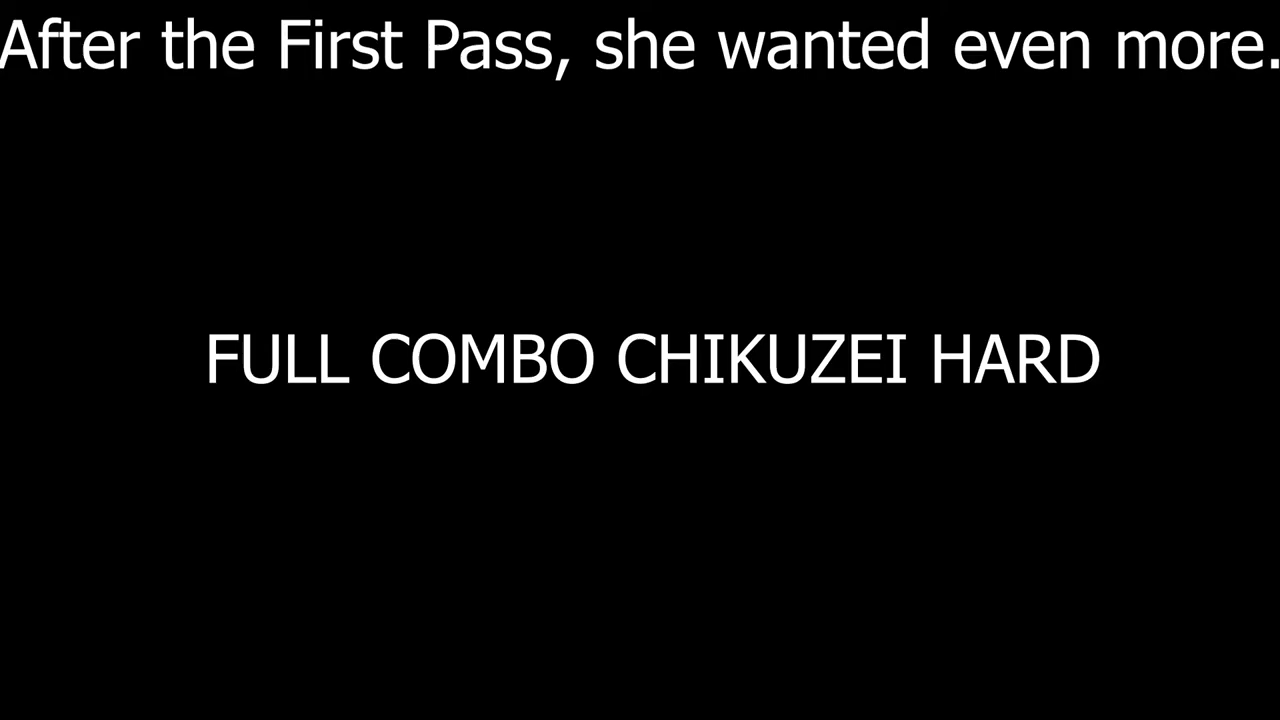 After the First Pass, she wanted even more.
FULL COMBO CHIKUZEI HARD